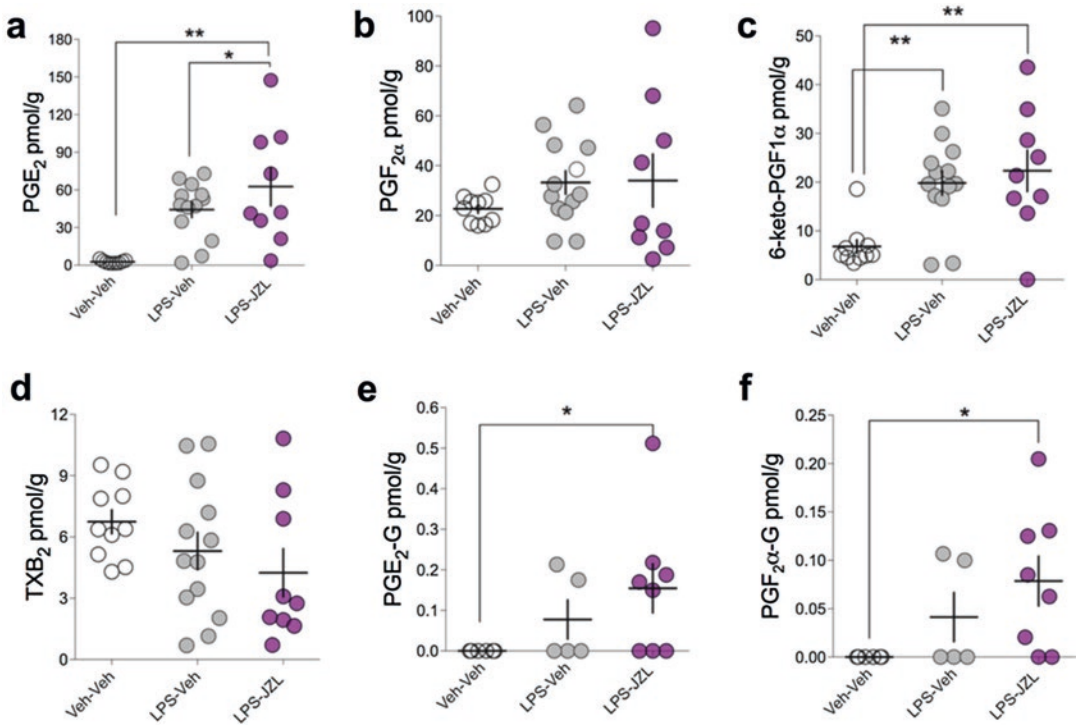 a
PGE2 pmol/g
180
150
120
90
60
30
0
**
*
Veh-Veh
LPS-Veh
LPS-JZL
b
PGF2α pmol/g
100
80
60
40
20
0
Veh-Veh
LPS-Veh
LPS-JZL
c
6-keto-PGF1α pmol/g
50
40
30
20
10
0
**
**
Veh-Veh
LPS-Veh
LPS-JZL
d
TXB2 pmol/g
12
9
6
3
0
Veh-Veh
LPS-Veh
LPS-JZL
e
PGE2-G pmol/g
0.6
0.5
0.4
0.3
0.2
0.1
0.0
*
Veh-Veh
LPS-Veh
LPS-JZL
f
PGF2α-G pmol/g
0.25
0.20
0.15
0.10
0.05
0.00
*
Veh-Veh
LPS-Veh
LPS-JZL